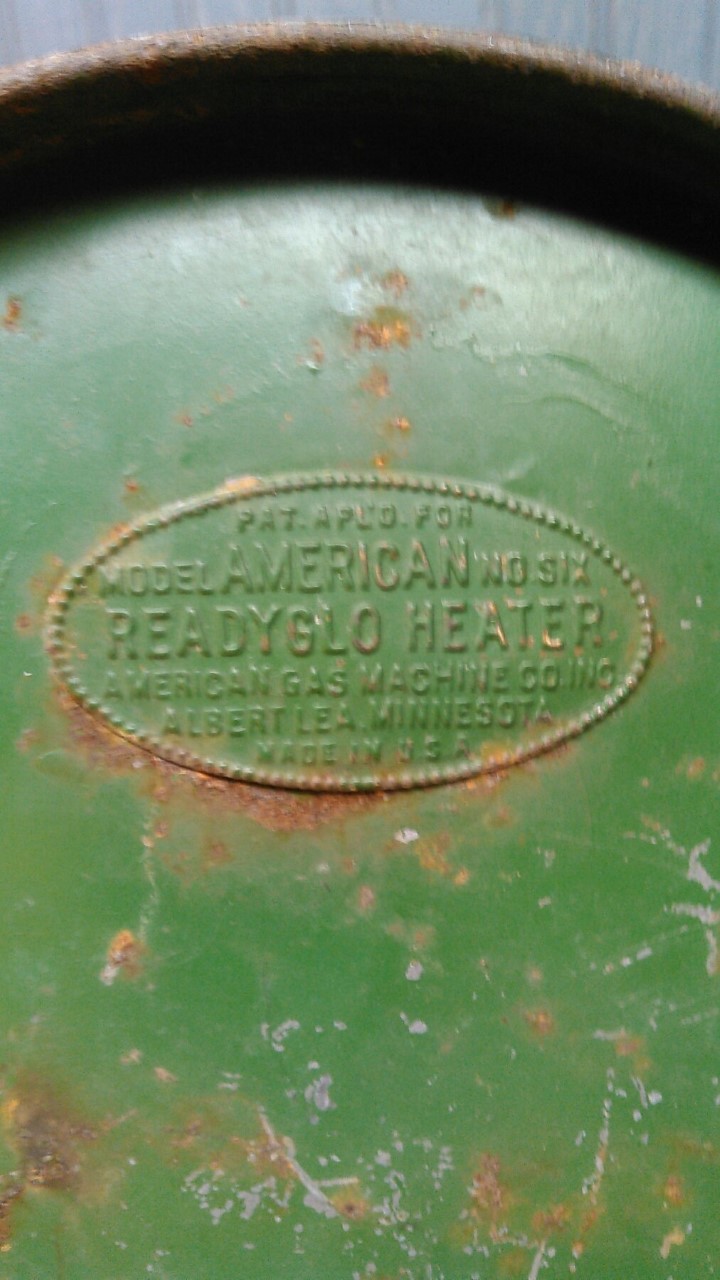 PAT. APL'D. FOR
MODEL AMERICAN NO. SIX
READYGLO HEATER
AMERICAN GAS MACHINE CO. INC.
ALBERT LEA, MINNESOTA
MADE IN U.S.A.